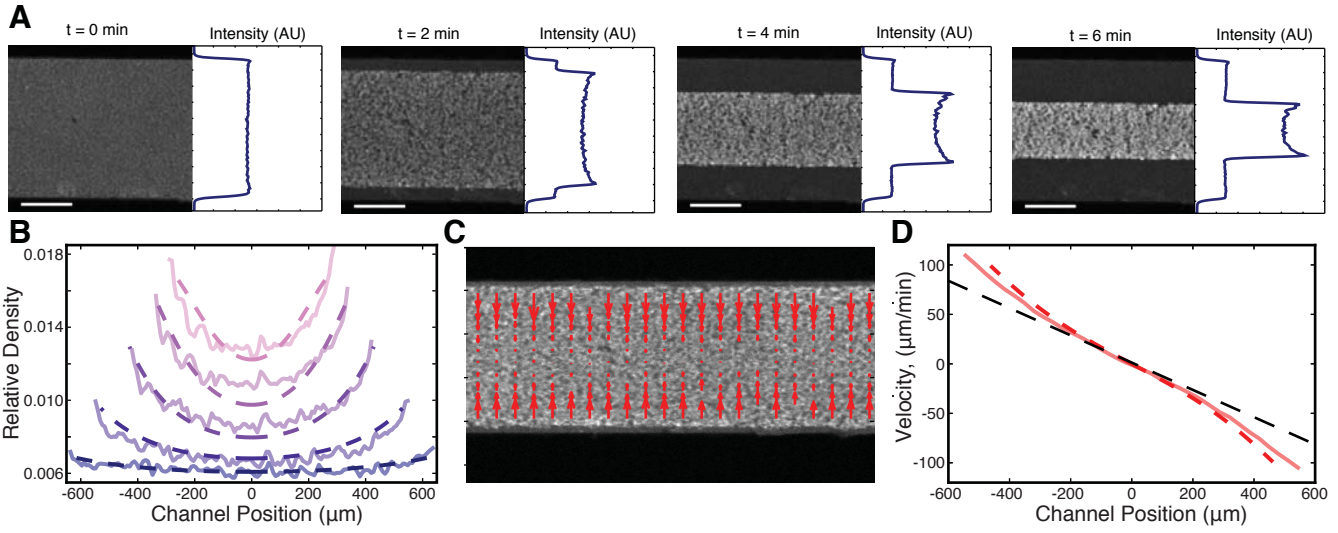 A
t = 0 min
Intensity (AU)
t = 2 min
Intensity (AU)
t = 4 min
Intensity (AU)
t = 6 min
Intensity (AU)
B
Relative Density
0.018
0.014
0.010
0.006
-600 -400 -200 0 200 400 600
Channel Position (μm)
C
D
Velocity, (μm/min)
100
50
0
-50
-100
-600 -400 -200 0 200 400 600
Channel Position (μm)